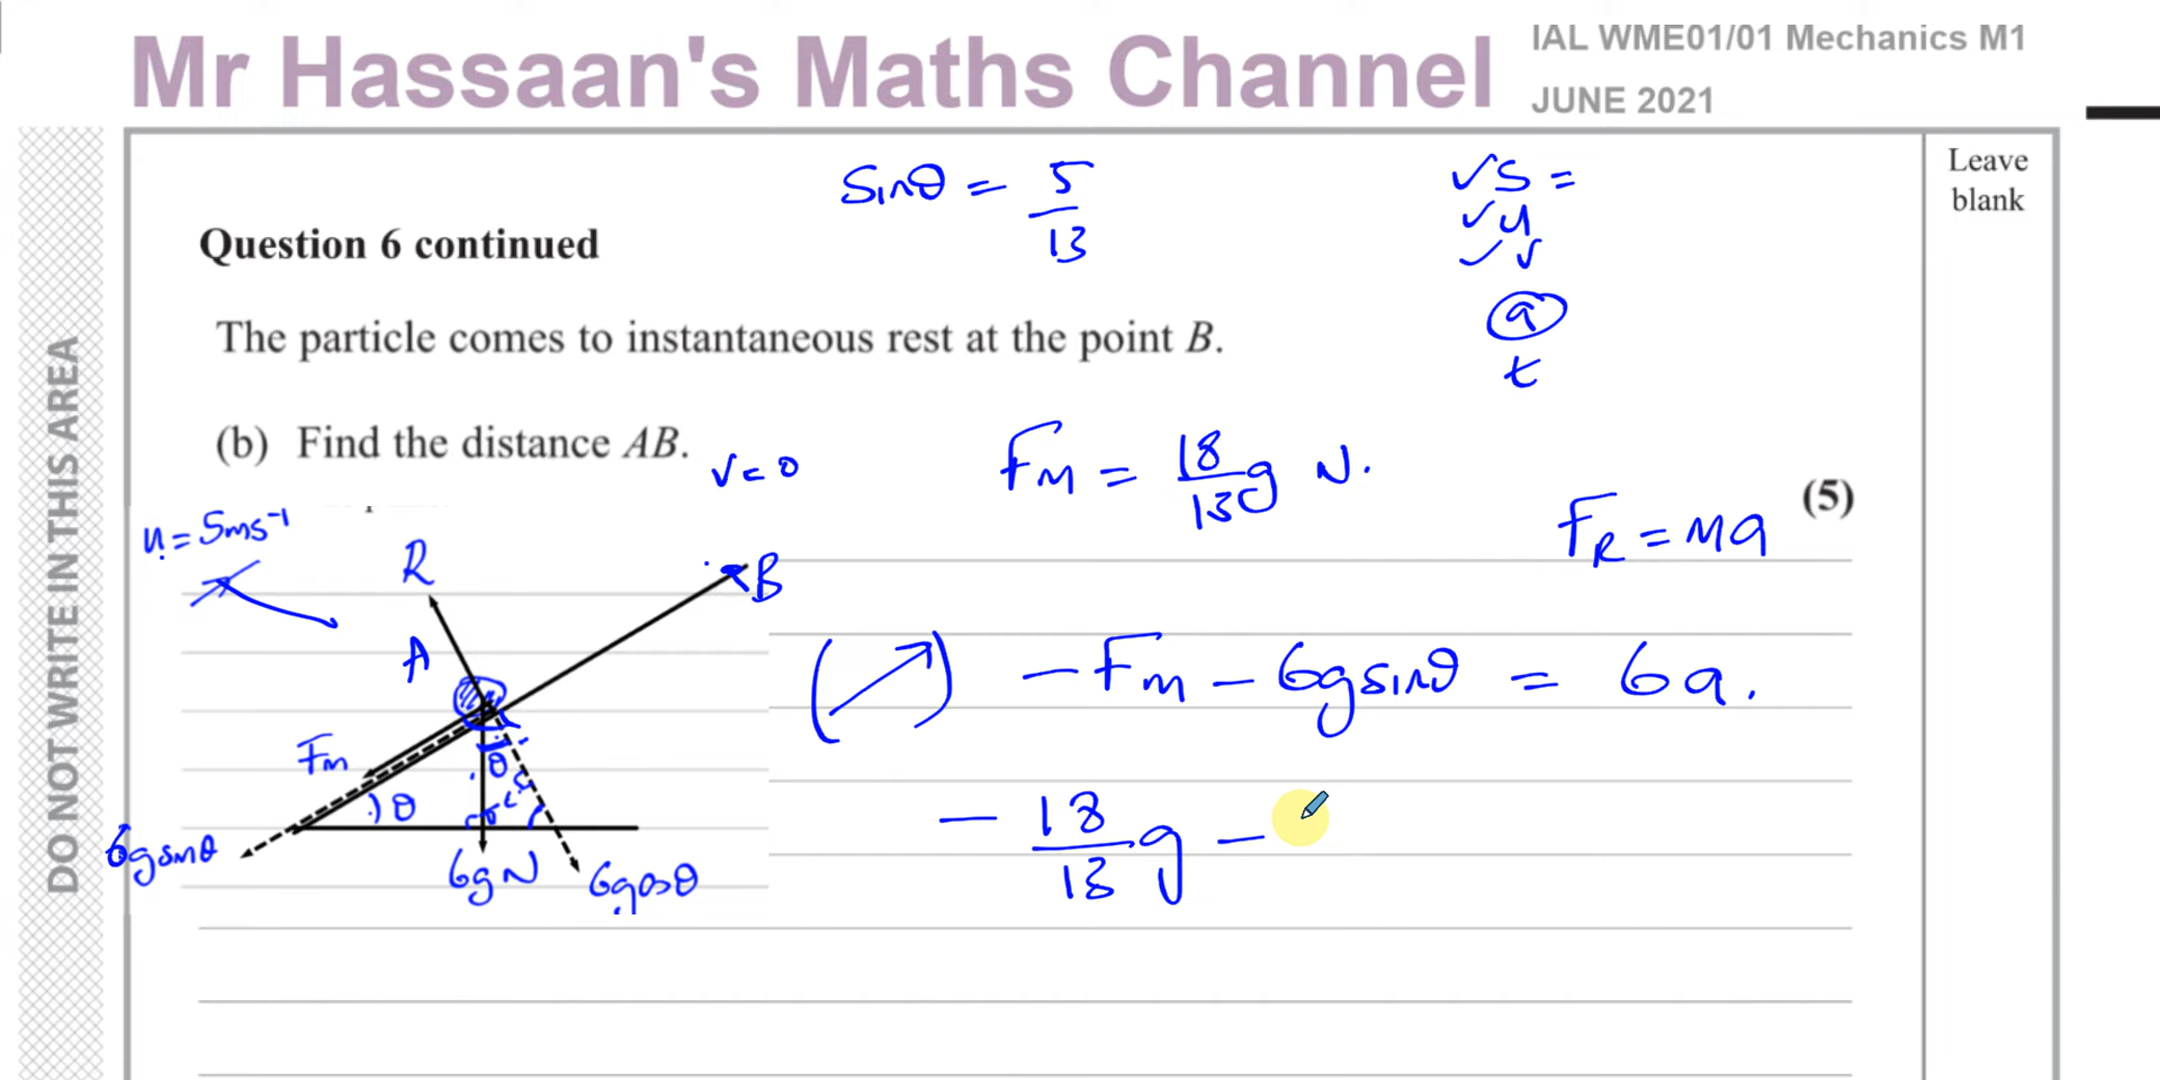 Mr Hassaan's Maths Channel
IAL WME01/01 Mechanics M1
JUNE 2021
DO NOT WRITE IN THIS AREA
Leave
blank
Sinθ = 5/13
✓ S =
✓ u
✓ v
a
t
Question 6 continued
The particle comes to instantaneous rest at the point B.
(b) Find the distance AB.
v = 0
F_M = 18/13 g N.
(5)
F_R = ma
u = 5ms⁻¹
R
B
A
(↗) - F_M - 6g sinθ = 6a.
F_M
θ
θ
6g sinθ
6g N
6g cosθ
- 18/13 g -